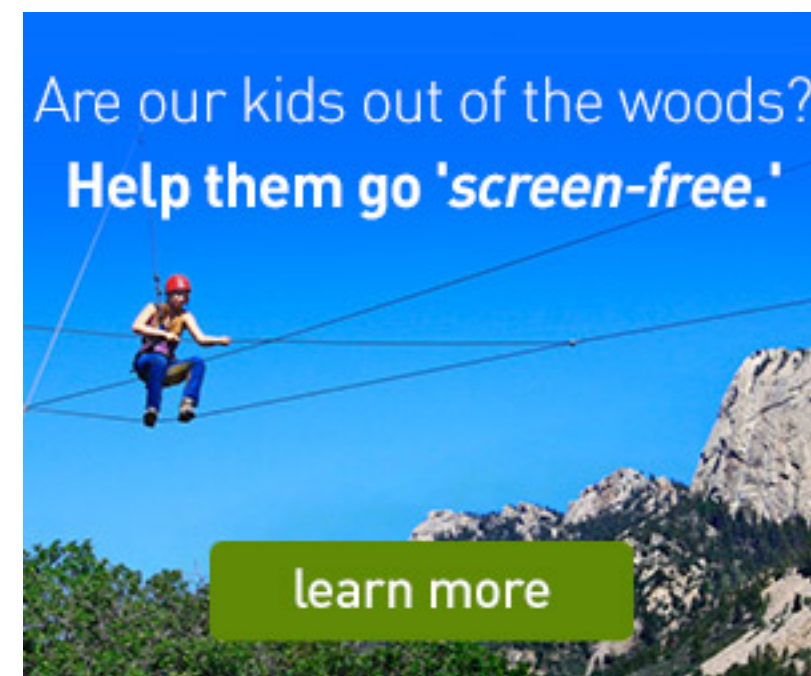 Are our kids out of the woods?
Help them go 'screen-free.'
learn more